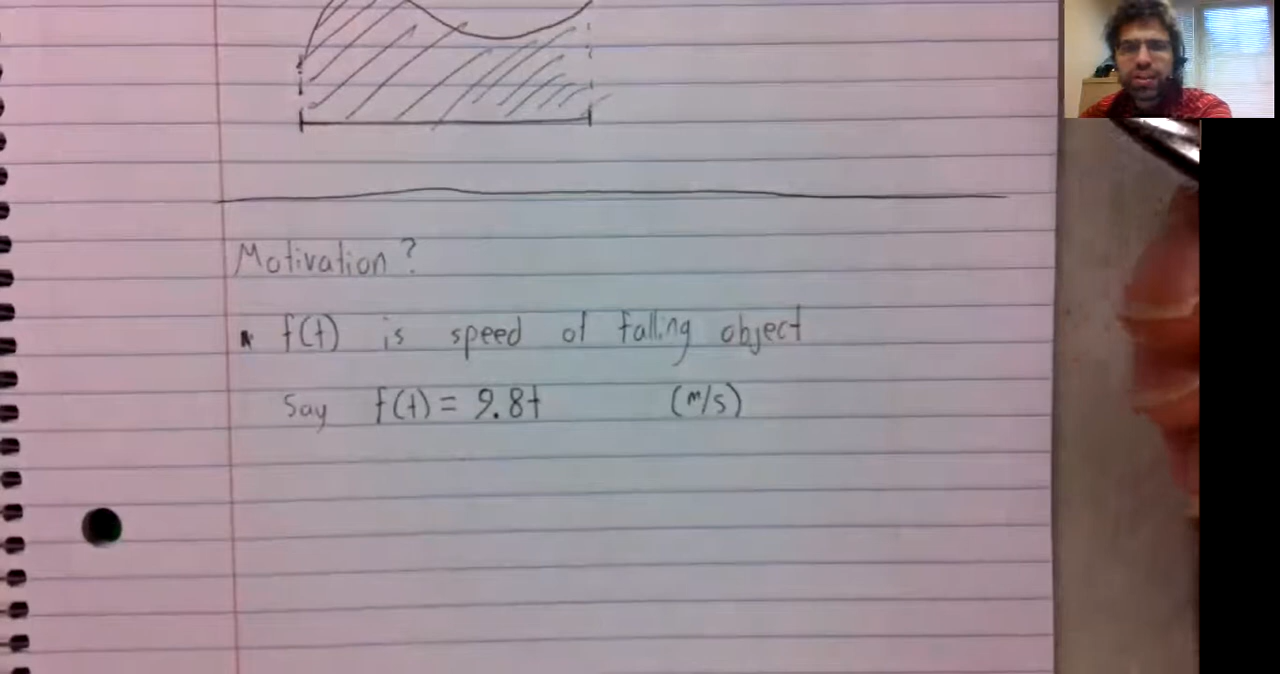 Motivation?
f(t) is speed of falling object
Say f(t) = 9.8t (m/s)